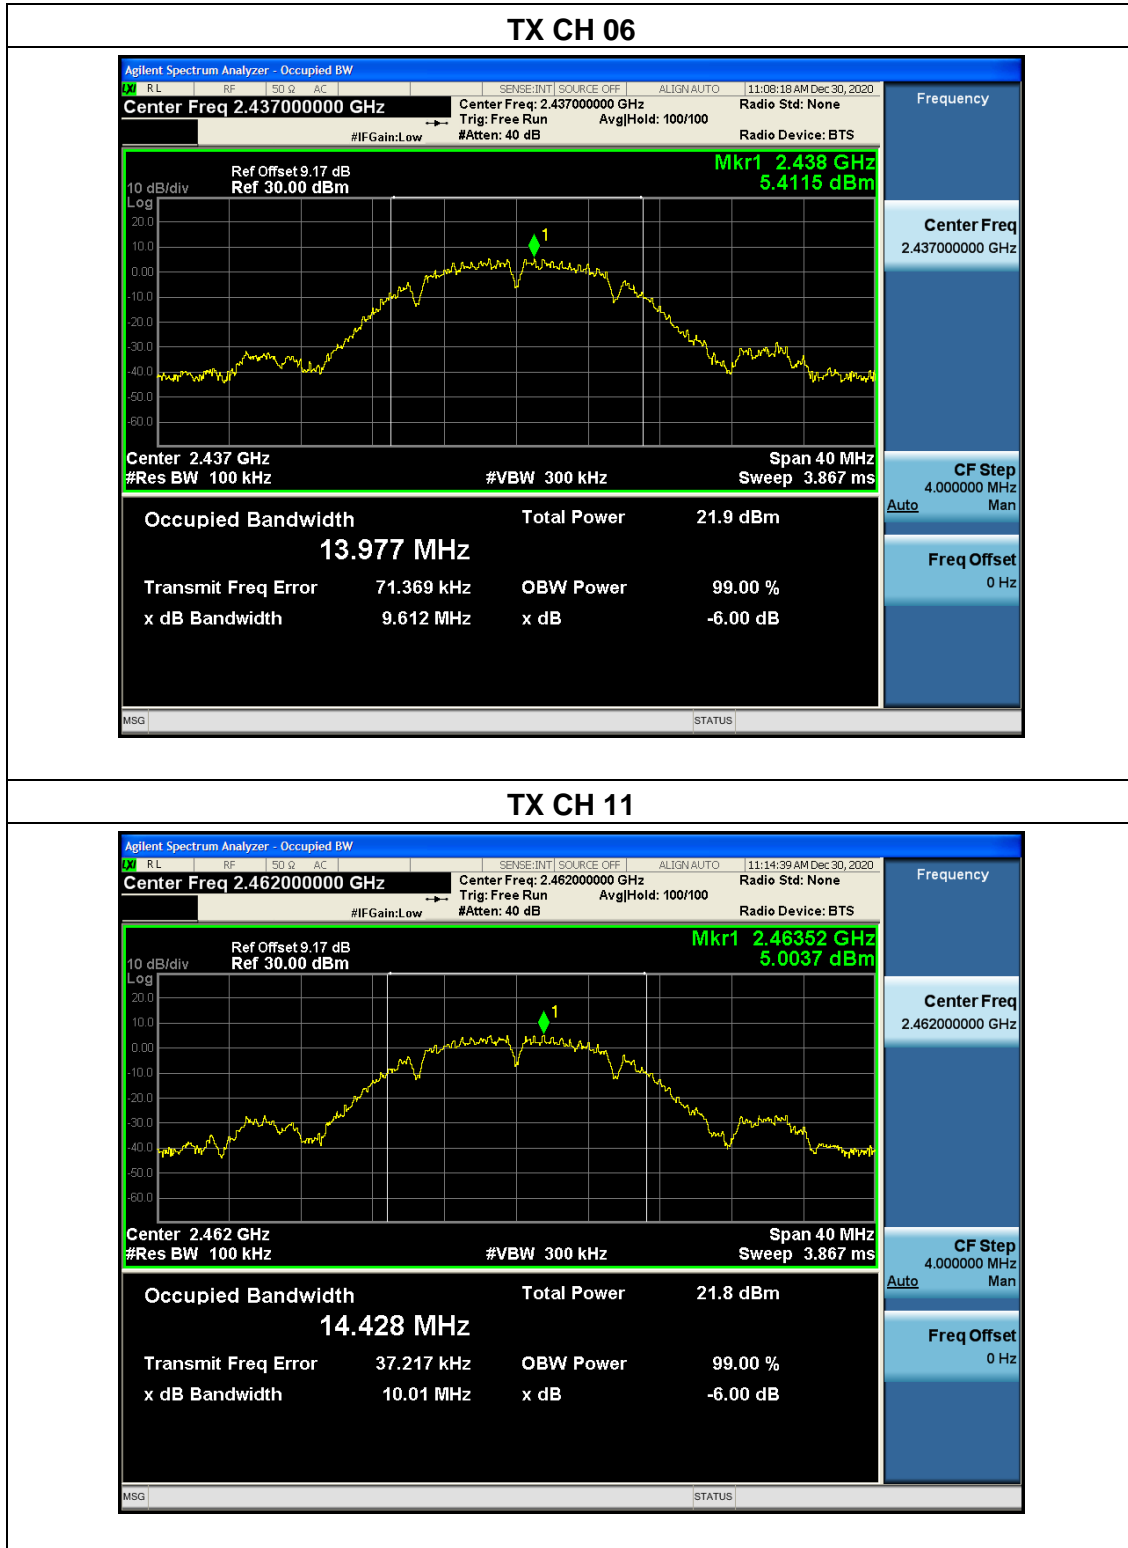 TX CH 06
Agilent Spectrum Analyzer - Occupied BW
LXI RL RF 50 Ω AC SENSE:INT SOURCE OFF ALIGN AUTO 11:08:18 AM Dec 30, 2020
Center Freq 2.437000000 GHz
Center Freq: 2.437000000 GHz Radio Std: None
Trig: Free Run Avg|Hold: 100/100
#IFGain:Low #Atten: 40 dB Radio Device: BTS
Frequency
Mkr1 2.438 GHz
5.4115 dBm
Ref Offset 9.17 dB
10 dB/div Ref 30.00 dBm
Log
20.0
10.0
0.00
-10.0
-20.0
-30.0
-40.0
-50.0
-60.0
1
Center 2.437 GHz Span 40 MHz
#Res BW 100 kHz #VBW 300 kHz Sweep 3.867 ms
Center Freq
2.437000000 GHz
CF Step
4.000000 MHz
Auto Man
Freq Offset
0 Hz
Occupied Bandwidth Total Power 21.9 dBm
13.977 MHz
Transmit Freq Error 71.369 kHz OBW Power 99.00 %
x dB Bandwidth 9.612 MHz x dB -6.00 dB
MSG STATUS
TX CH 11
Agilent Spectrum Analyzer - Occupied BW
LXI RL RF 50 Ω AC SENSE:INT SOURCE OFF ALIGN AUTO 11:14:39 AM Dec 30, 2020
Center Freq 2.462000000 GHz
Center Freq: 2.462000000 GHz Radio Std: None
Trig: Free Run Avg|Hold: 100/100
#IFGain:Low #Atten: 40 dB Radio Device: BTS
Frequency
Mkr1 2.46352 GHz
5.0037 dBm
Ref Offset 9.17 dB
10 dB/div Ref 30.00 dBm
Log
20.0
10.0
0.00
-10.0
-20.0
-30.0
-40.0
-50.0
-60.0
1
Center 2.462 GHz Span 40 MHz
#Res BW 100 kHz #VBW 300 kHz Sweep 3.867 ms
Center Freq
2.462000000 GHz
CF Step
4.000000 MHz
Auto Man
Freq Offset
0 Hz
Occupied Bandwidth Total Power 21.8 dBm
14.428 MHz
Transmit Freq Error 37.217 kHz OBW Power 99.00 %
x dB Bandwidth 10.01 MHz x dB -6.00 dB
MSG STATUS